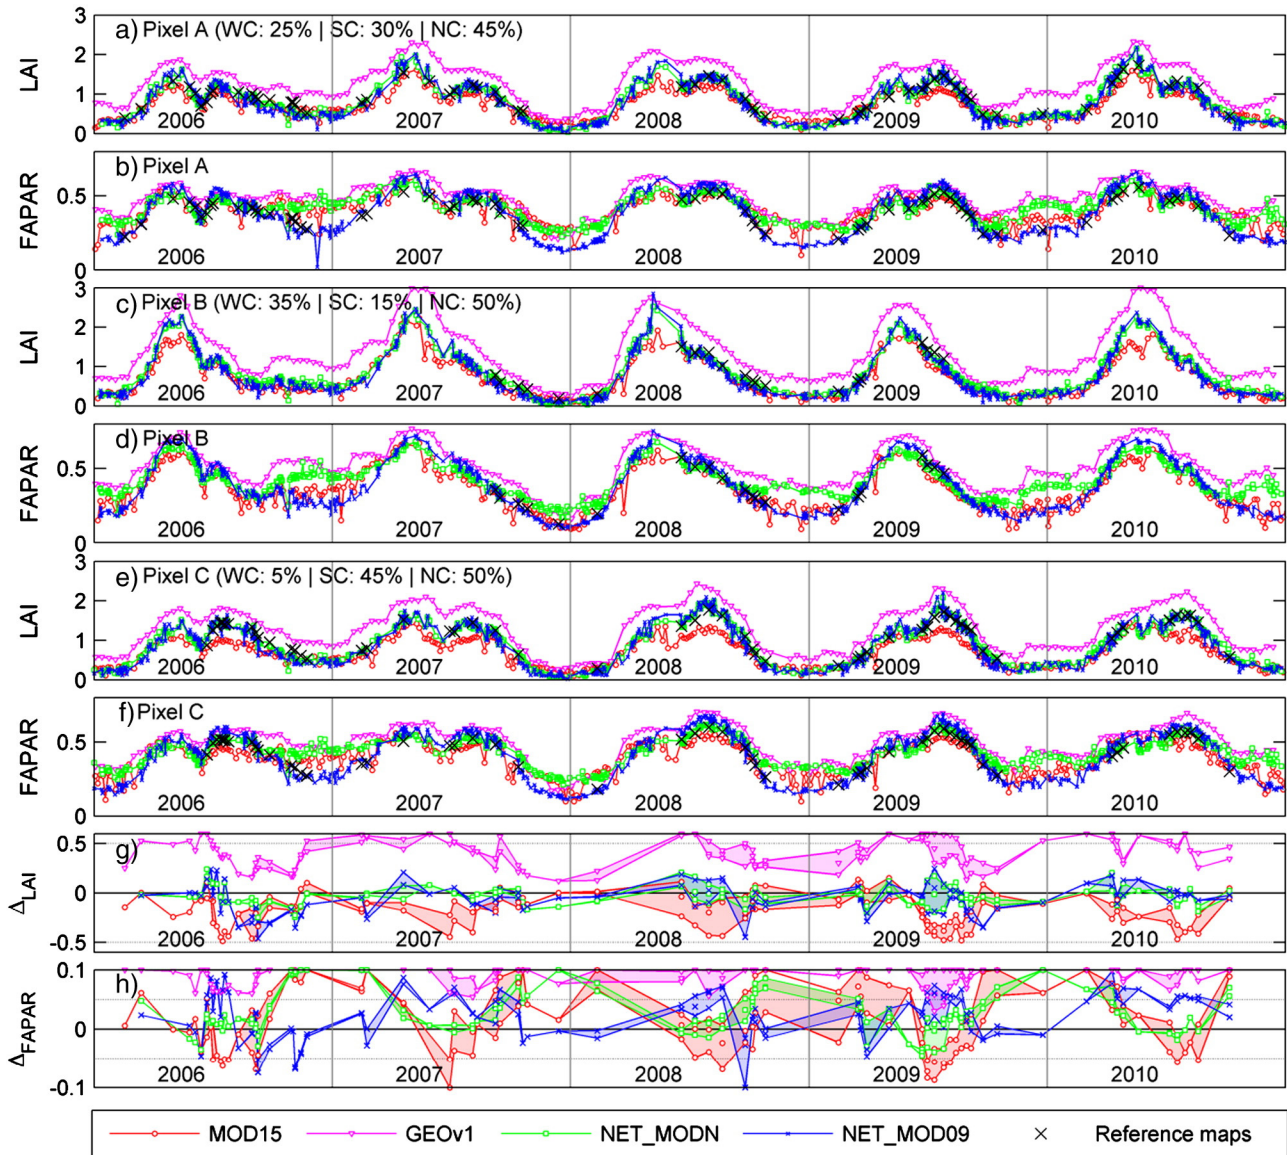 a) Pixel A (WC: 25% | SC: 30% | NC: 45%)
LAI
3
2
1
0
2006 2007 2008 2009 2010
b) Pixel A
FAPAR
0.5
0
2006 2007 2008 2009 2010
c) Pixel B (WC: 35% | SC: 15% | NC: 50%)
LAI
3
2
1
0
2006 2007 2008 2009 2010
d) Pixel B
FAPAR
0.5
0
2006 2007 2008 2009 2010
e) Pixel C (WC: 5% | SC: 45% | NC: 50%)
LAI
3
2
1
0
2006 2007 2008 2009 2010
f) Pixel C
FAPAR
0.5
0
2006 2007 2008 2009 2010
g)
ΔLAI
0.5
0
-0.5
2006 2007 2008 2009 2010
h)
ΔFAPAR
0.1
0
-0.1
2006 2007 2008 2009 2010
MOD15 GEOv1 NET_MODN NET_MOD09 Reference maps